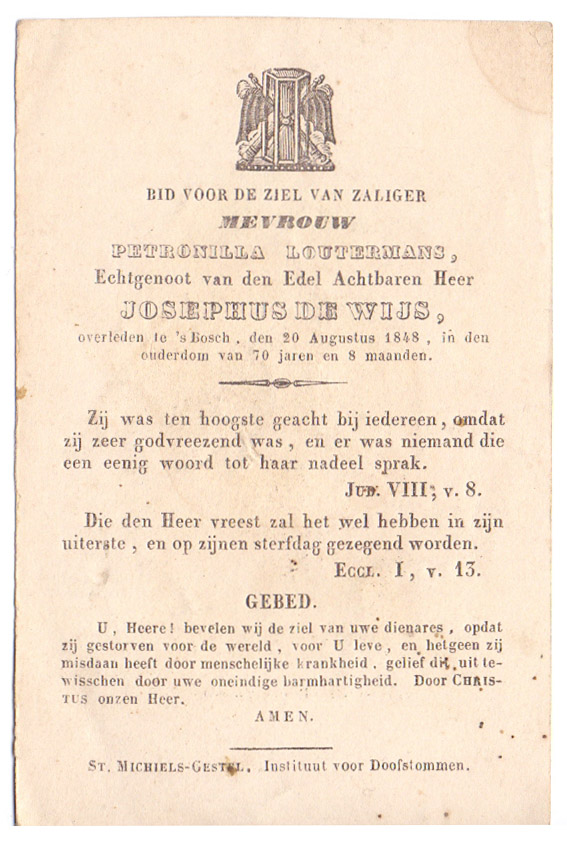 BID VOOR DE ZIEL VAN ZALIGER
MEVROUW
PETRONILLA LOUTERMANS,
Echtgenoot van den Edel Achtbaren Heer
JOSEPHUS DE WIJS,
overleden te 's Bosch, den 20 Augustus 1848, in den
ouderdom van 70 jaren en 8 maanden.
Zij was ten hoogste geacht bij iedereen, omdat
zij zeer godvreezend was, en er was niemand die
een eenig woord tot haar nadeel sprak.
JUD. VIII, v. 8.
Die den Heer vreest zal het wel hebben in zijn
uiterste, en op zijnen sterfdag gezegend worden.
ECCL. I, v. 13.
GEBED.
U, Heere! bevelen wij de ziel van uwe dienares, opdat
zij gestorven voor de wereld, voor U leve, en hetgeen zij
misdaan heeft door menschelijke krankheid, gelief dit uit te-
wisschen door uwe oneindige barmhartigheid. Door CHRIS-
TUS onzen Heer.
AMEN.
ST. MICHIELS-GESTEL, Instituut voor Doofstommen.